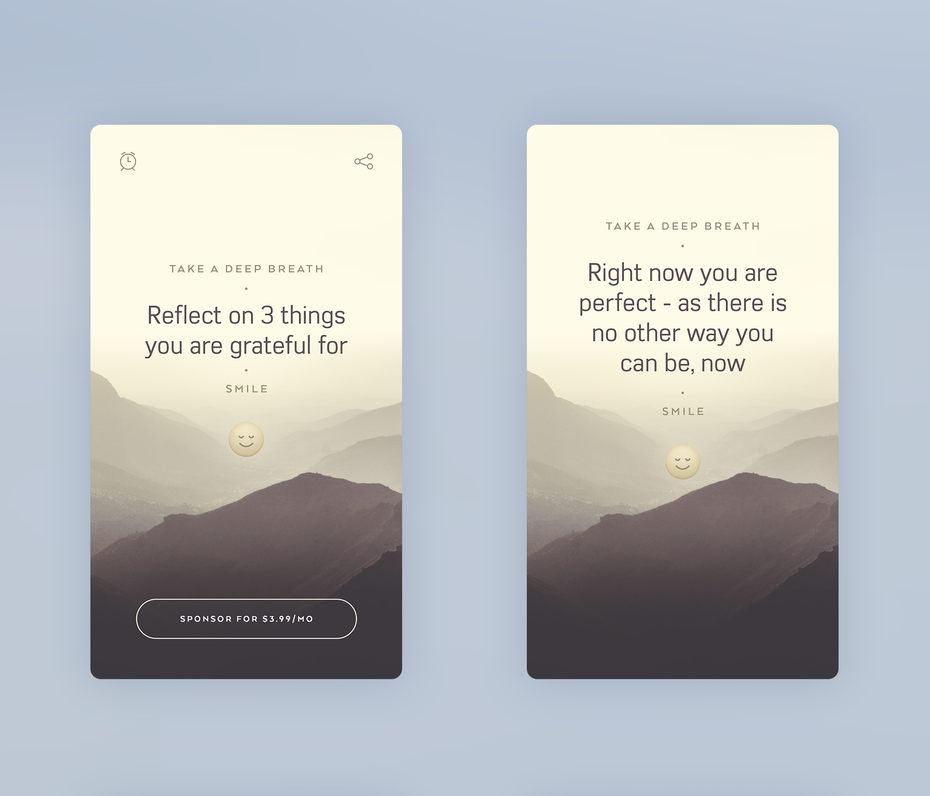 TAKE A DEEP BREATH
Reflect on 3 things
you are grateful for
SMILE
SPONSOR FOR $3.99/MO
TAKE A DEEP BREATH
Right now you are
perfect - as there is
no other way you
can be, now
SMILE